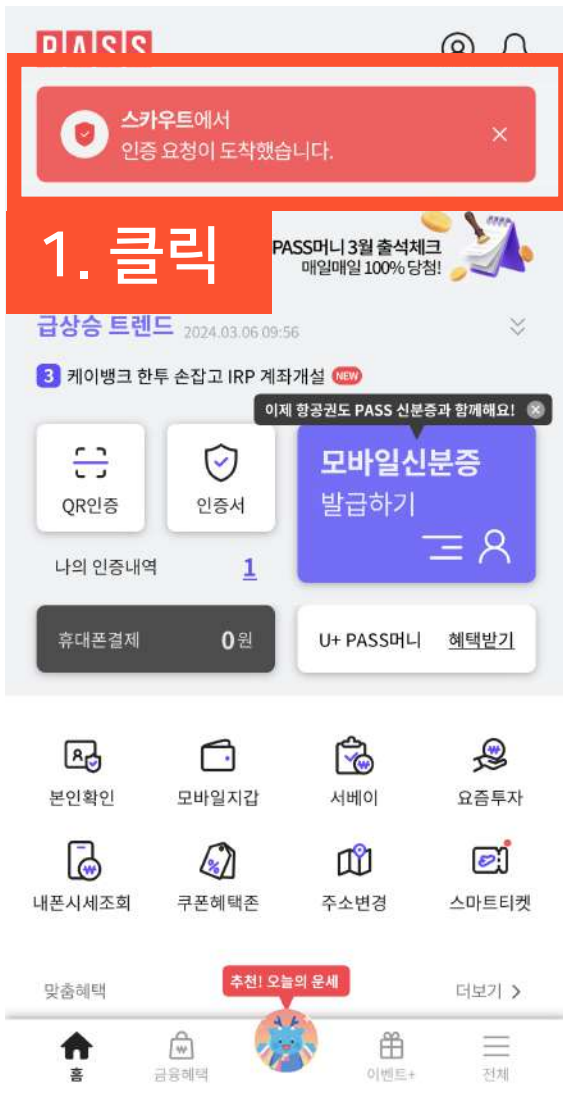 PASS
스카우트에서
인증 요청이 도착했습니다.
1. 클릭
PASS머니 3월 출석체크
매일매일 100% 당첨!
급상승 트렌드 2024.03.06 09:56
3 케이뱅크 한투 손잡고 IRP 계좌개설 NEW
이제 항공권도 PASS 신분증과 함께해요!
QR인증
인증서
모바일신분증
발급하기
나의 인증내역 1
휴대폰결제 0원
U+ PASS머니 혜택받기
본인확인 모바일지갑 서베이 요즘투자
내폰시세조회 쿠폰혜택존 주소변경 스마트티켓
맞춤혜택
추천! 오늘의 운세
더보기
홈 금융혜택 이벤트+ 전체